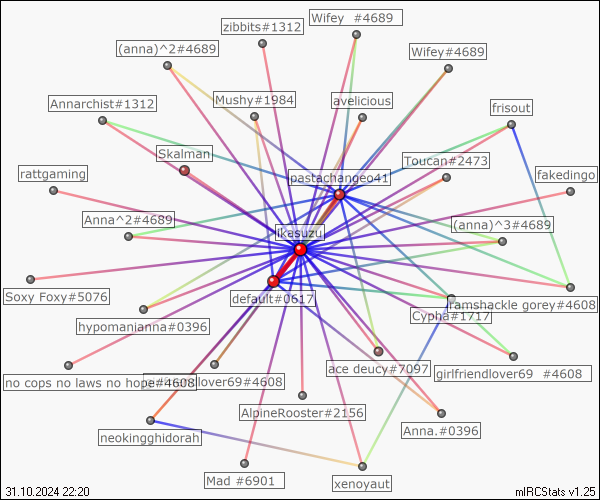 Wifey #4689
zibbits#1312
(anna)^2#4689
Wifey#4689
Annarchist#1312
Mushy#1984
avelicious
frisout
Skalman
Toucan#2473
rattgaming
pastachangeo41
fakedingo
Anna^2#4689
ikasuzu
(anna)^3#4689
Soxy Foxy#5076
default#0617
ramshackle gorey#4608
hypomanianna#0396
Cypha#1717
ace deucy#7097
girlfriendlover69 #4608
no cops no laws no hope#4608
lover69#4608
AlpineRooster#2156
Anna.#0396
neokingghidorah
Mad #6901
xenoyaut
31.10.2024 22:20
mIRCStats v1.25